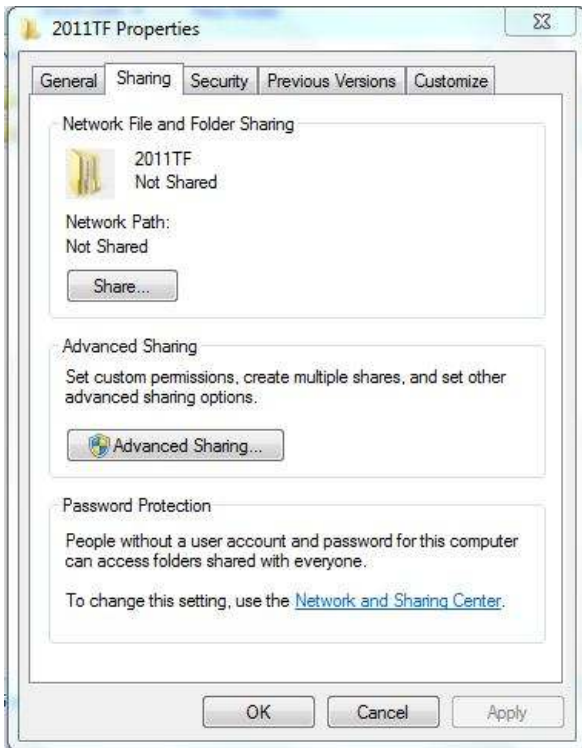 2011TF Properties
General Sharing Security Previous Versions Customize
Network File and Folder Sharing
2011TF
Not Shared
Network Path:
Not Shared
Share...
Advanced Sharing
Set custom permissions, create multiple shares, and set other
advanced sharing options.
Advanced Sharing...
Password Protection
People without a user account and password for this computer
can access folders shared with everyone.
To change this setting, use the Network and Sharing Center.
OK Cancel Apply